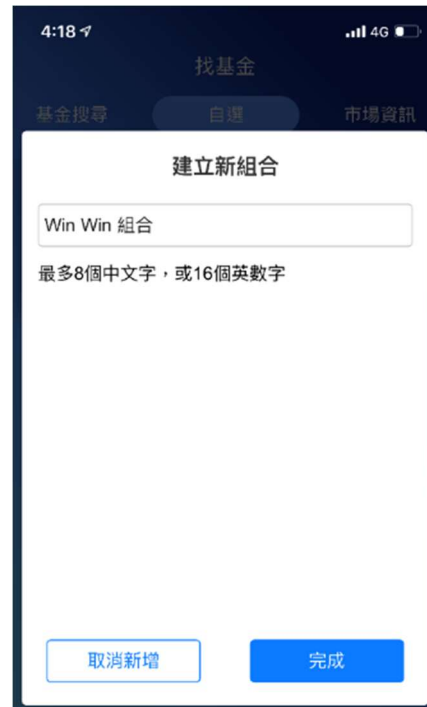 4:18
4G
找基金
基金搜尋 自選 市場資訊
建立新組合
Win Win 組合
最多8個中文字，或16個英數字
取消新增 完成